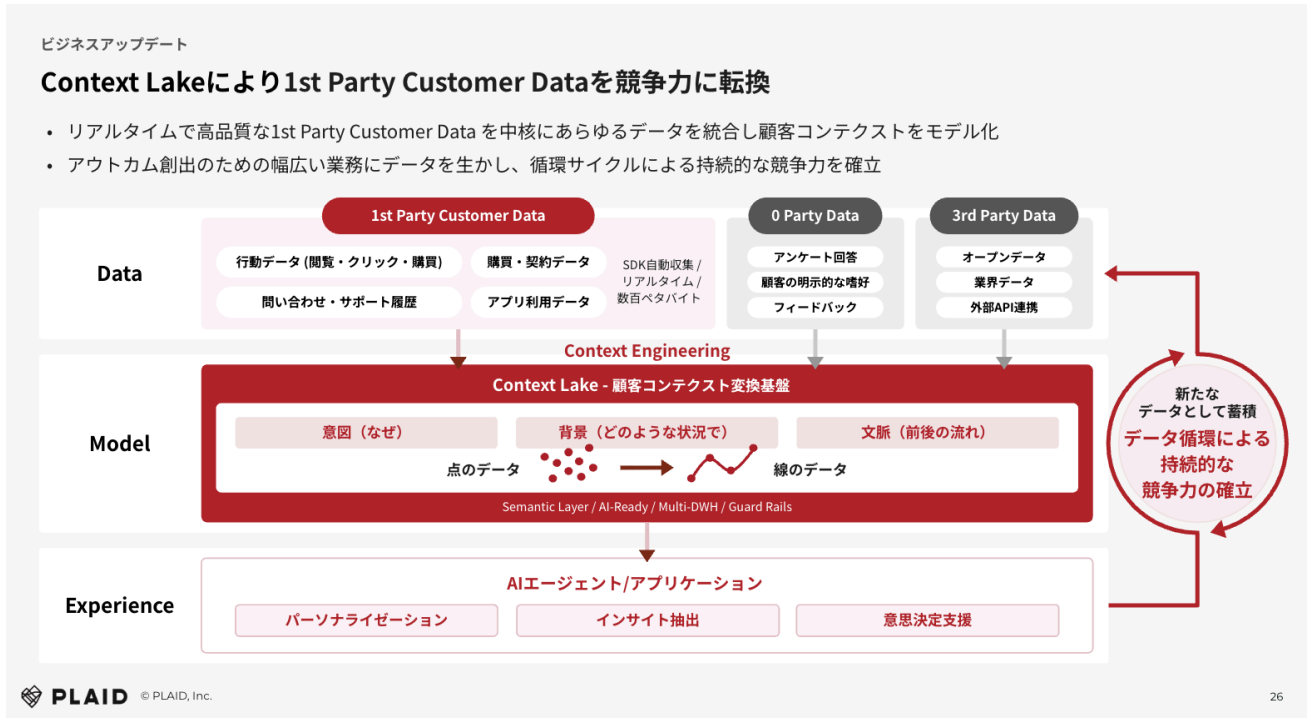 ビジネスアップデート
Context Lakeにより1st Party Customer Dataを競争力に転換
• リアルタイムで高品質な1st Party Customer Data を中核にあらゆるデータを統合し顧客コンテクストをモデル化
• アウトカム創出のための幅広い業務にデータを生かし、循環サイクルによる持続的な競争力を確立
Data
1st Party Customer Data
行動データ (閲覧・クリック・購買)
購買・契約データ
問い合わせ・サポート履歴
アプリ利用データ
SDK自動収集 /
リアルタイム /
数百ペタバイト
0 Party Data
アンケート回答
顧客の明示的な嗜好
フィードバック
3rd Party Data
オープンデータ
業界データ
外部API連携
Context Engineering
Model
Context Lake - 顧客コンテクスト変換基盤
意図（なぜ）
背景（どのような状況で）
文脈（前後の流れ）
点のデータ
線のデータ
Semantic Layer / AI-Ready / Multi-DWH / Guard Rails
Experience
AIエージェント/アプリケーション
パーソナライゼーション
インサイト抽出
意思決定支援
新たな
データとして蓄積
データ循環による
持続的な
競争力の確立
PLAID
© PLAID, Inc.
26